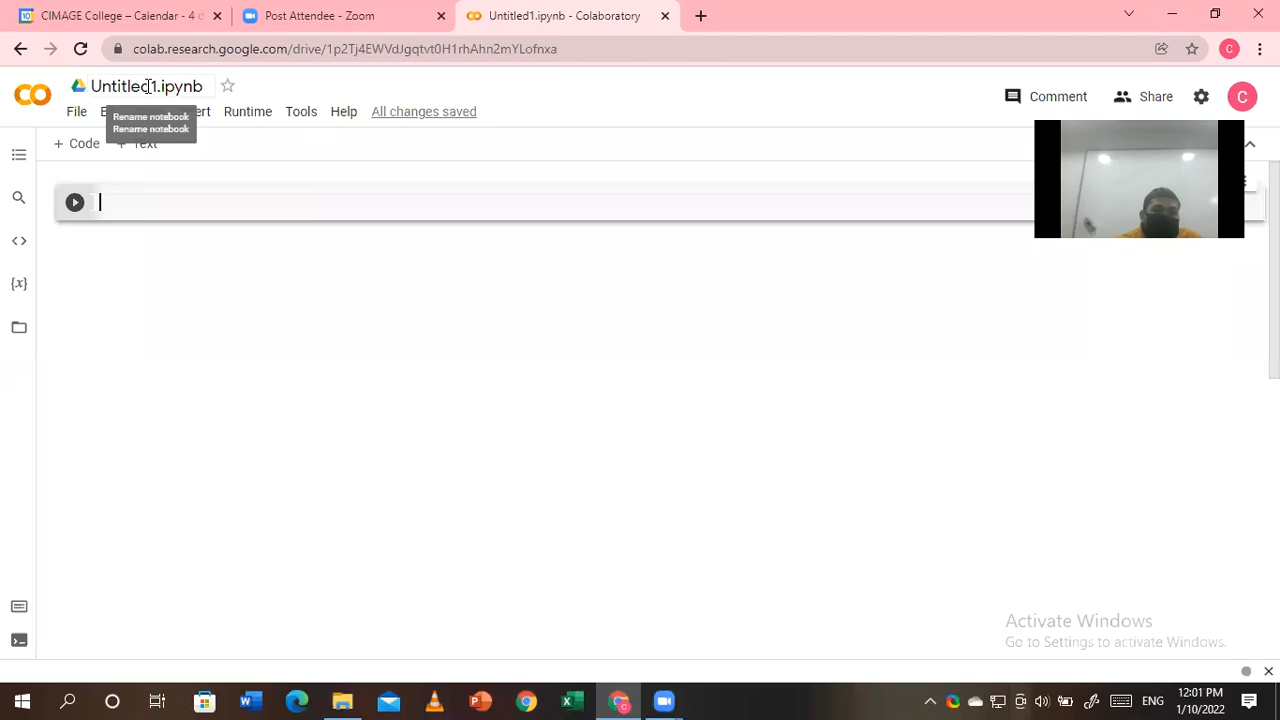 CIMAGE College – Calendar - 4 d
Post Attendee - Zoom
Untitled1.ipynb - Colaboratory
colab.research.google.com/drive/1p2Tj4EWVdJgqtvt0H1rhAhn2mYLofnxa
C
Untitled1.ipynb
File
Runtime
Tools
Help
All changes saved
Comment
Share
C
Rename notebook
Rename notebook
+ Code
+ Text
{x}
Activate Windows
Go to Settings to activate Windows.
ENG
12:01 PM
1/10/2022